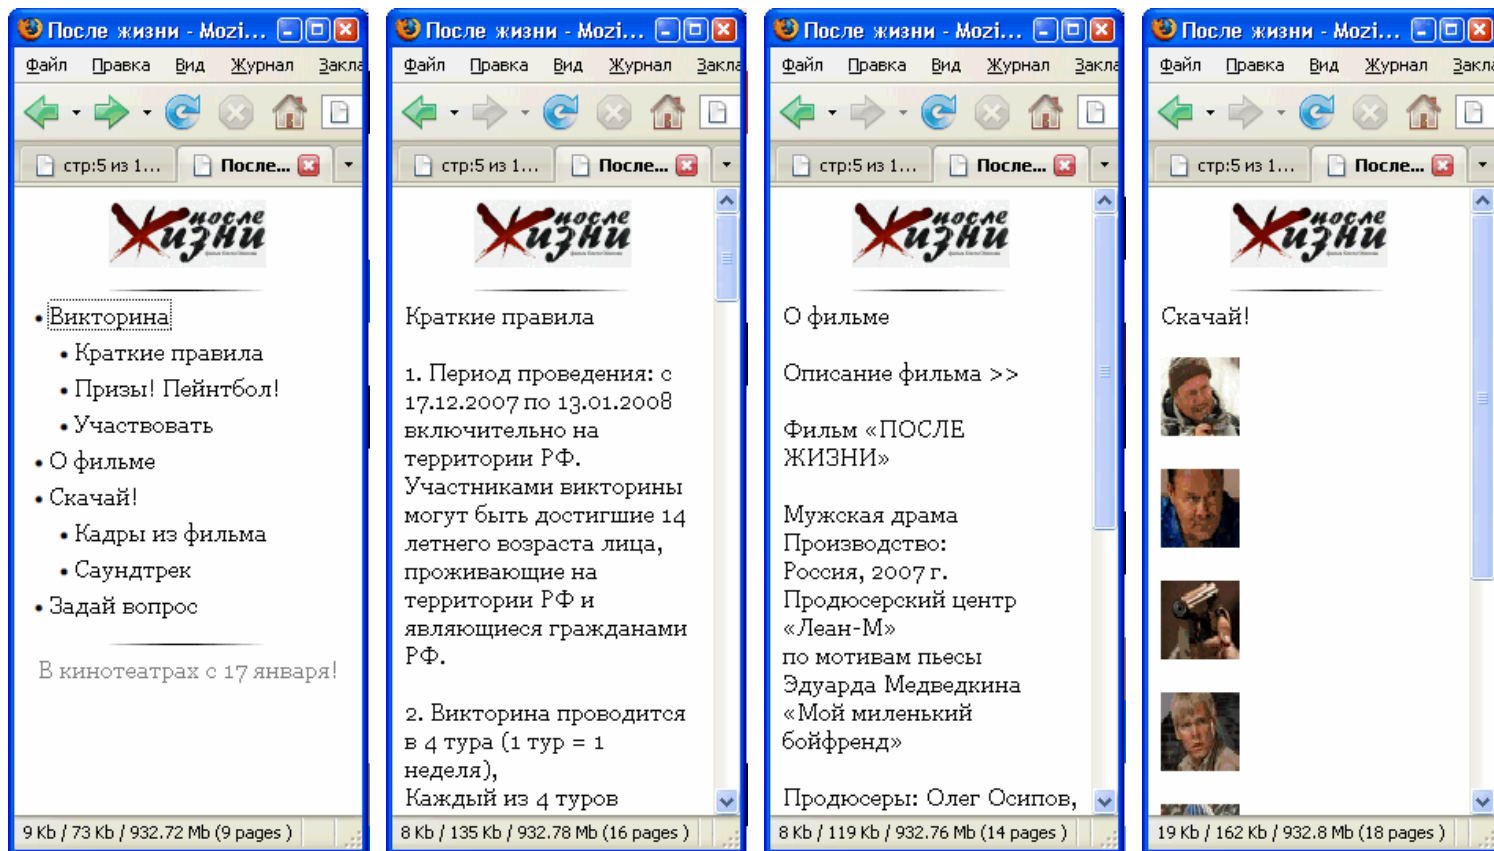 После жизни - Mozi...
Файл Правка Вид Журнал Закла
стр:5 из 1... После...
после
Жизни
Викторина
Краткие правила
Призы! Пейнтбол!
Участвовать
О фильме
Скачай!
Кадры из фильма
Саундтрек
Задай вопрос
В кинотеатрах с 17 января!
9 Kb / 73 Kb / 932.72 Mb (9 pages )
После жизни - Mozi...
Файл Правка Вид Журнал Закла
стр:5 из 1... После...
после
Жизни
Краткие правила
1. Период проведения: с
17.12.2007 по 13.01.2008
включительно на
территории РФ.
Участниками викторины
могут быть достигшие 14
летнего возраста лица,
проживающие на
территории РФ и
являющиеся гражданами
РФ.
2. Викторина проводится
в 4 тура (1 тур = 1
неделя),
Каждый из 4 туров
8 Kb / 135 Kb / 932.78 Mb (16 pages )
После жизни - Mozi...
Файл Правка Вид Журнал Закла
стр:5 из 1... После...
после
Жизни
О фильме
Описание фильма >>
Фильм «ПОСЛЕ
ЖИЗНИ»
Мужская драма
Производство:
Россия, 2007 г.
Продюсерский центр
«Леан-М»
по мотивам пьесы
Эдуарда Медведкина
«Мой миленький
бойфренд»
Продюсеры: Олег Осипов,
8 Kb / 119 Kb / 932.76 Mb (14 pages )
После жизни - Mozi...
Файл Правка Вид Журнал Закл
стр:5 из 1... После...
после
Жизни
Скачай!
19 Kb / 162 Kb / 932.8 Mb (18 pages )